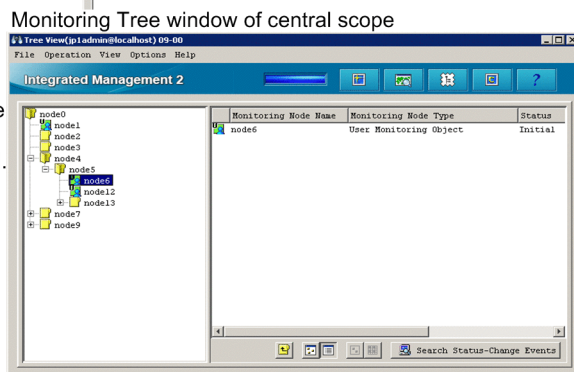 Monitoring Tree window of central scope
Tree View(jp1admin@localhost) 09-00
File Operation View Options Help
Integrated Management 2
?
e
.
node0
node1
node2
node3
node4
node5
node6
node12
node13
node7
node9
Monitoring Node Name Monitoring Node Type Status
node6 User Monitoring Object Initial
Search Status-Change Events